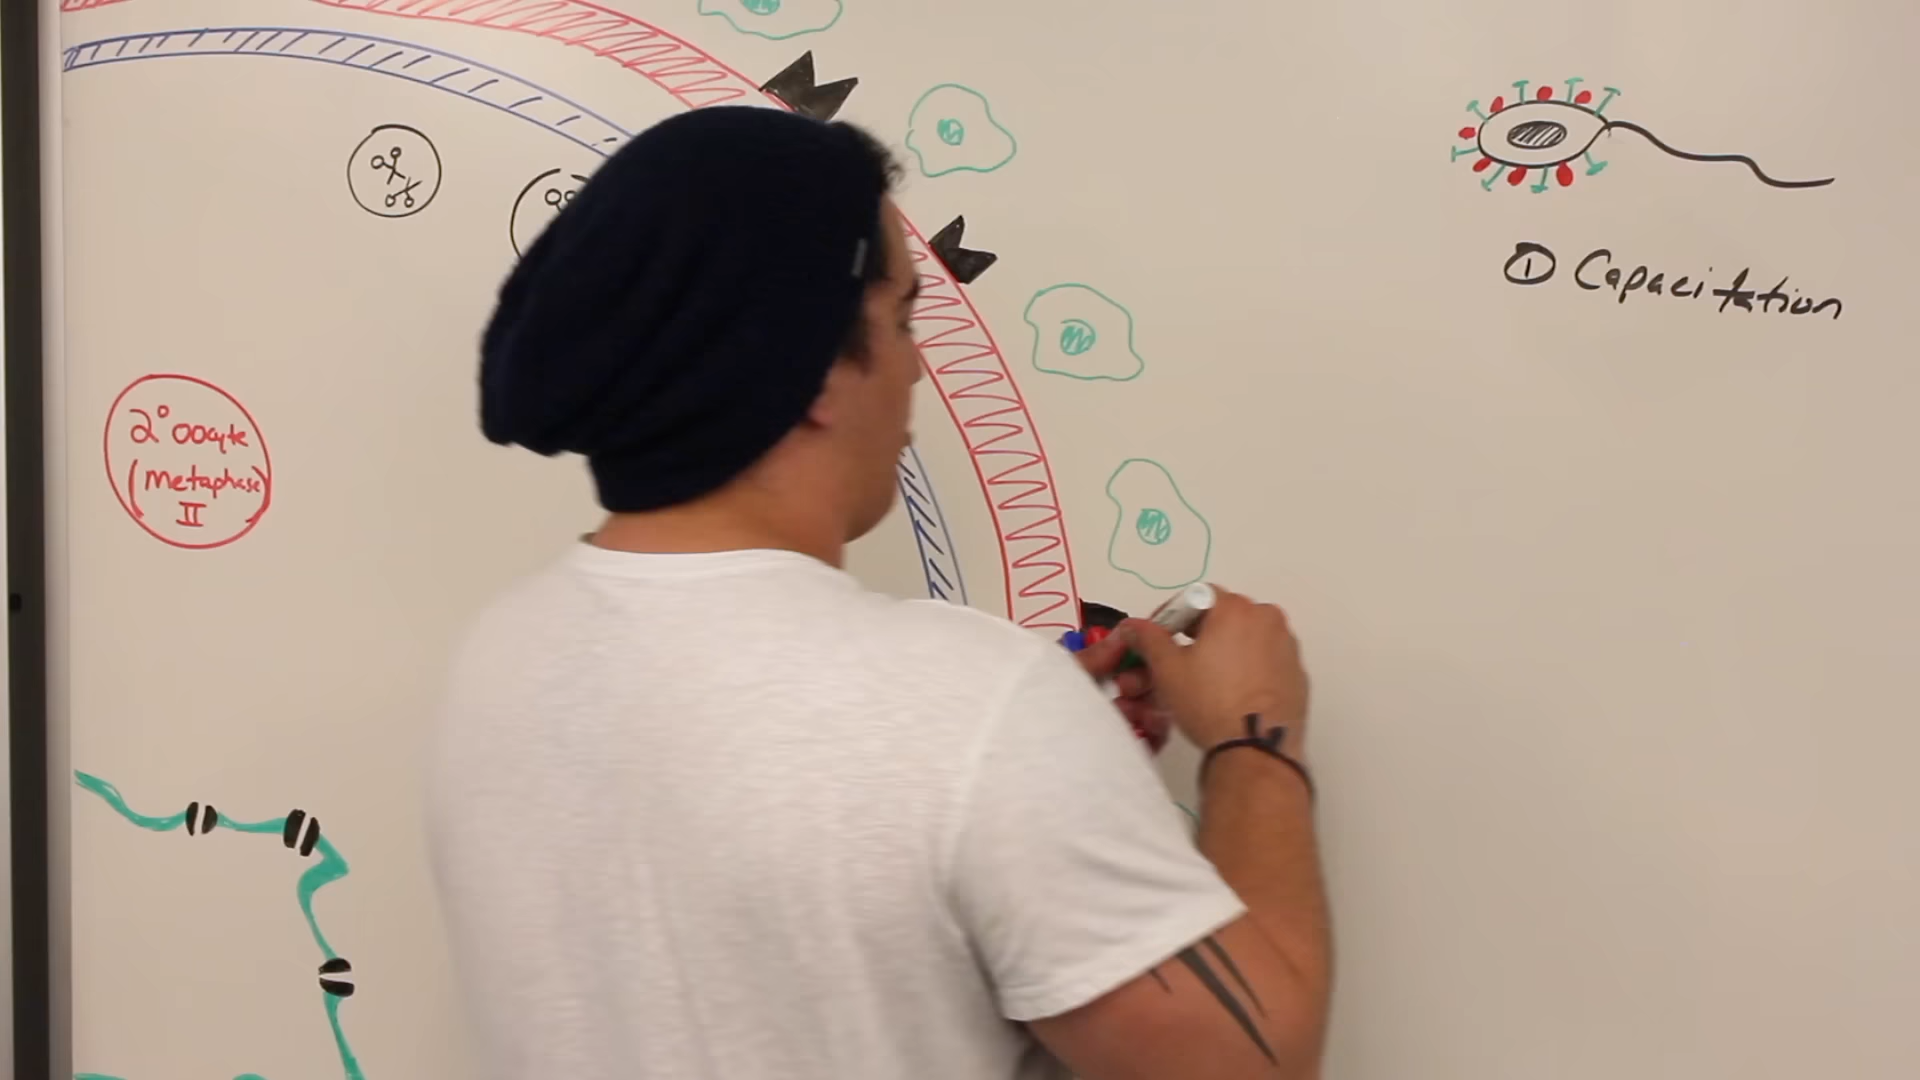 ① Capacitation
2° oocyte
(metaphase)
II